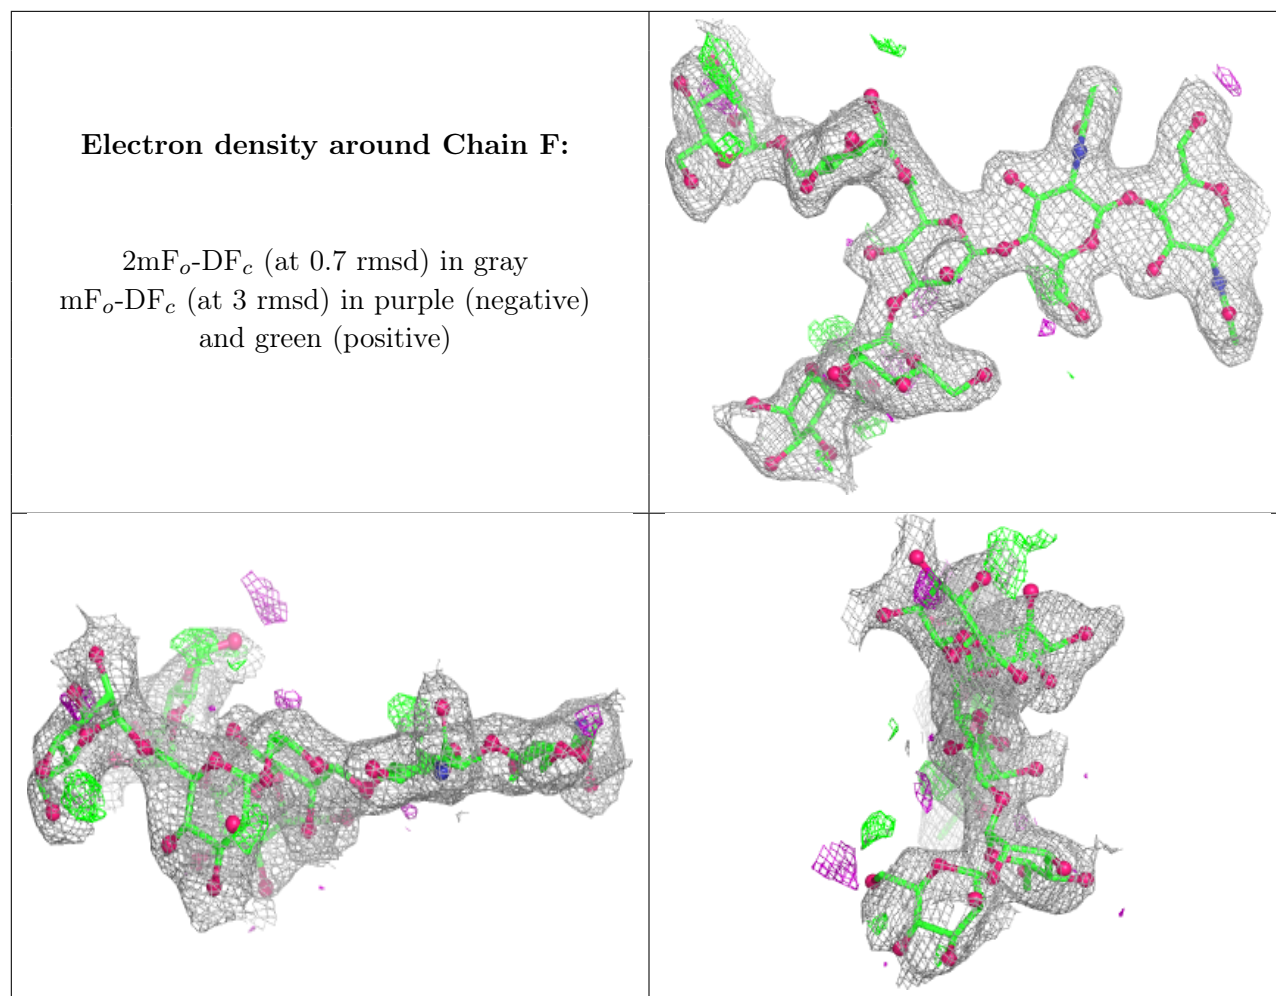 Electron density around Chain F:
2mFₒ-DF𝒸 (at 0.7 rmsd) in gray
mFₒ-DF𝒸 (at 3 rmsd) in purple (negative)
and green (positive)